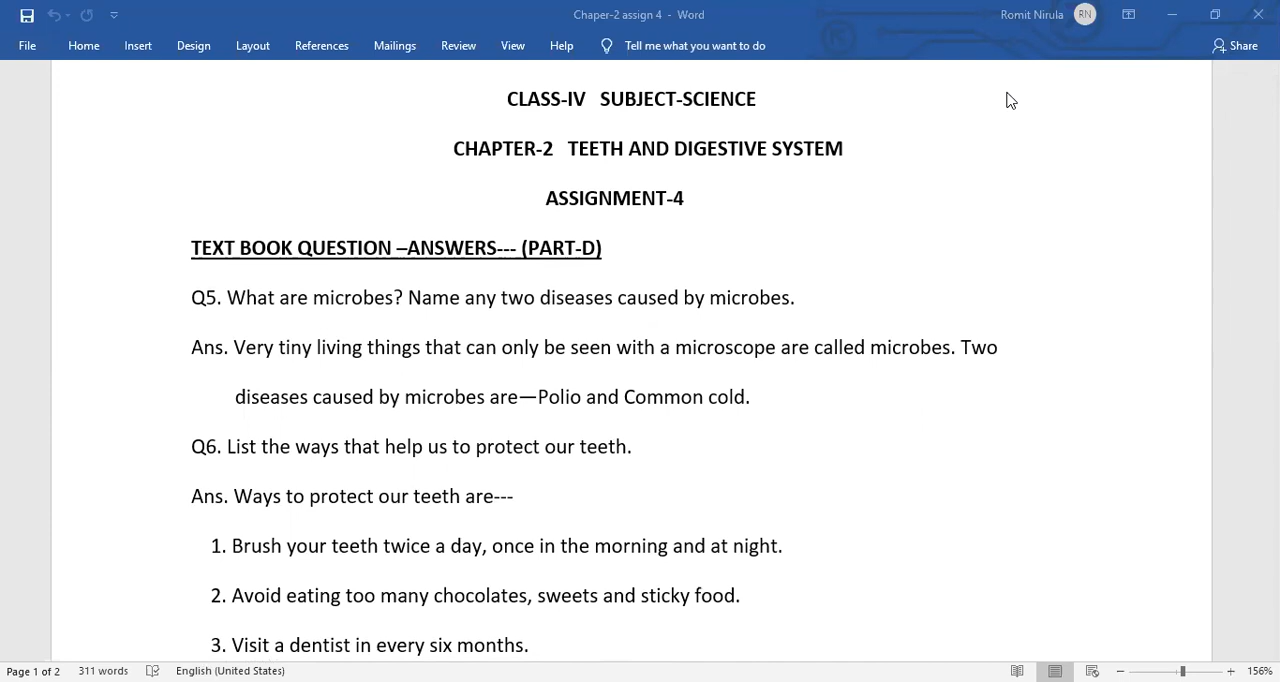 Chaper-2 assign 4 - Word
Romit Nirula RN
File Home Insert Design Layout References Mailings Review View Help Tell me what you want to do Share
CLASS-IV SUBJECT-SCIENCE
CHAPTER-2 TEETH AND DIGESTIVE SYSTEM
ASSIGNMENT-4
TEXT BOOK QUESTION –ANSWERS--- (PART-D)
Q5. What are microbes? Name any two diseases caused by microbes.
Ans. Very tiny living things that can only be seen with a microscope are called microbes. Two
diseases caused by microbes are—Polio and Common cold.
Q6. List the ways that help us to protect our teeth.
Ans. Ways to protect our teeth are---
1. Brush your teeth twice a day, once in the morning and at night.
2. Avoid eating too many chocolates, sweets and sticky food.
3. Visit a dentist in every six months.
Page 1 of 2 311 words English (United States) 156%